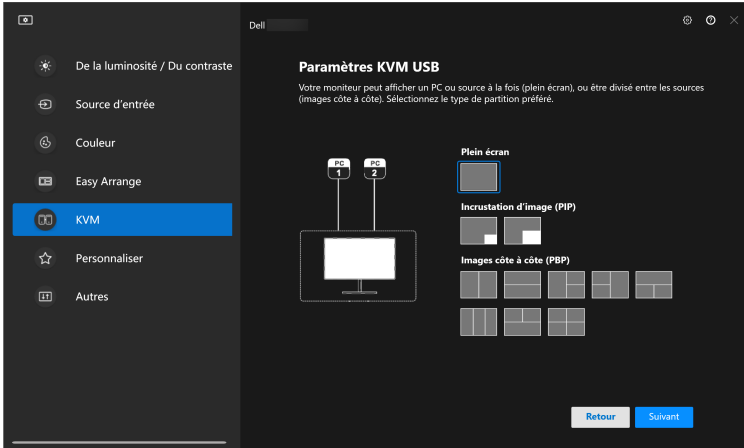 Dell
De la luminosité / Du contraste
Source d'entrée
Couleur
Easy Arrange
KVM
Personnaliser
Autres
Paramètres KVM USB
Votre moniteur peut afficher un PC ou source à la fois (plein écran), ou être divisé entre les sources
(images côte à côte). Sélectionnez le type de partition préféré.
PC
1
PC
2
Plein écran
Incrustation d'image (PIP)
Images côte à côte (PBP)
Retour
Suivant